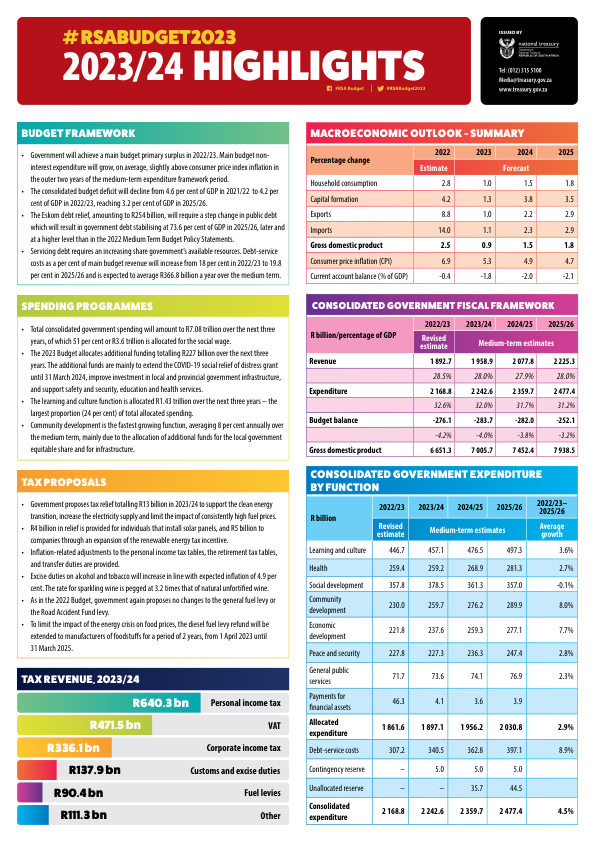 #RSABUDGET2023
2023/24 HIGHLIGHTS
#RSA Budget | #RSABudget2023
ISSUED BY
national treasury
Department:
National Treasury
REPUBLIC OF SOUTH AFRICA
Tel: (012) 315 5100
Media@treasury.gov.za
www.treasury.gov.za
BUDGET FRAMEWORK
• Government will achieve a main budget primary surplus in 2022/23. Main budget non-
interest expenditure will grow, on average, slightly above consumer price index inflation in
the outer two years of the medium-term expenditure framework period.
• The consolidated budget deficit will decline from 4.6 per cent of GDP in 2021/22 to 4.2 per
cent of GDP in 2022/23, reaching 3.2 per cent of GDP in 2025/26.
• The Eskom debt relief, amounting to R254 billion, will require a step change in public debt
which will result in government debt stabilising at 73.6 per cent of GDP in 2025/26, later and
at a higher level than in the 2022 Medium Term Budget Policy Statements.
• Servicing debt requires an increasing share government's available resources. Debt-service
costs as a per cent of main budget revenue will increase from 18 per cent in 2022/23 to 19.8
per cent in 2025/26 and is expected to average R366.8 billion a year over the medium term.
SPENDING PROGRAMMES
• Total consolidated government spending will amount to R7.08 trillion over the next three
years, of which 51 per cent or R3.6 trillion is allocated for the social wage.
• The 2023 Budget allocates additional funding totalling R227 billion over the next three
years. The additional funds are mainly to extend the COVID-19 social relief of distress grant
until 31 March 2024, improve investment in local and provincial government infrastructure,
and support safety and security, education and health services.
• The learning and culture function is allocated R1.43 trillion over the next three years – the
largest proportion (24 per cent) of total allocated spending.
• Community development is the fastest growing function, averaging 8 per cent annually over
the medium term, mainly due to the allocation of additional funds for the local government
equitable share and for infrastructure.
TAX PROPOSALS
• Government proposes tax relief totalling R13 billion in 2023/24 to support the clean energy
transition, increase the electricity supply and limit the impact of consistently high fuel prices.
• R4 billion in relief is provided for individuals that install solar panels, and R5 billion to
companies through an expansion of the renewable energy tax incentive.
• Inflation-related adjustments to the personal income tax tables, the retirement tax tables,
and transfer duties are provided.
• Excise duties on alcohol and tobacco will increase in line with expected inflation of 4.9 per
cent. The rate for sparkling wine is pegged at 3.2 times that of natural unfortified wine.
• As in the 2022 Budget, government again proposes no changes to the general fuel levy or
the Road Accident Fund levy.
• To limit the impact of the energy crisis on food prices, the diesel fuel levy refund will be
extended to manufacturers of foodstuffs for a period of 2 years, from 1 April 2023 until
31 March 2025.
TAX REVENUE, 2023/24
R640.3 bn Personal income tax
R471.5 bn VAT
R336.1 bn Corporate income tax
R137.9 bn Customs and excise duties
R90.4 bn Fuel levies
R111.3 bn Other
MACROECONOMIC OUTLOOK - SUMMARY
Percentage change 2022 2023 2024 2025
Estimate Forecast
Household consumption 2.8 1.0 1.5 1.8
Capital formation 4.2 1.3 3.8 3.5
Exports 8.8 1.0 2.2 2.9
Imports 14.0 1.1 2.3 2.9
Gross domestic product 2.5 0.9 1.5 1.8
Consumer price inflation (CPI) 6.9 5.3 4.9 4.7
Current account balance (% of GDP) -0.4 -1.8 -2.0 -2.1
CONSOLIDATED GOVERNMENT FISCAL FRAMEWORK
R billion/percentage of GDP 2022/23 2023/24 2024/25 2025/26
Revised estimate Medium-term estimates
Revenue 1 892.7 1 958.9 2 077.8 2 225.3
28.5% 28.0% 27.9% 28.0%
Expenditure 2 168.8 2 242.6 2 359.7 2 477.4
32.6% 32.0% 31.7% 31.2%
Budget balance -276.1 -283.7 -282.0 -252.1
-4.2% -4.0% -3.8% -3.2%
Gross domestic product 6 651.3 7 005.7 7 452.4 7 938.5
CONSOLIDATED GOVERNMENT EXPENDITURE
BY FUNCTION
R billion 2022/23 2023/24 2024/25 2025/26 2022/23–2025/26
Revised estimate Medium-term estimates Average growth
Learning and culture 446.7 457.1 476.5 497.3 3.6%
Health 259.4 259.2 268.9 281.3 2.7%
Social development 357.8 378.5 361.3 357.0 -0.1%
Community development 230.0 259.7 276.2 289.9 8.0%
Economic development 221.8 237.6 259.3 277.1 7.7%
Peace and security 227.8 227.3 236.3 247.4 2.8%
General public services 71.7 73.6 74.1 76.9 2.3%
Payments for financial assets 46.3 4.1 3.6 3.9
Allocated expenditure 1 861.6 1 897.1 1 956.2 2 030.8 2.9%
Debt-service costs 307.2 340.5 362.8 397.1 8.9%
Contingency reserve – 5.0 5.0 5.0
Unallocated reserve – – 35.7 44.5
Consolidated expenditure 2 168.8 2 242.6 2 359.7 2 477.4 4.5%